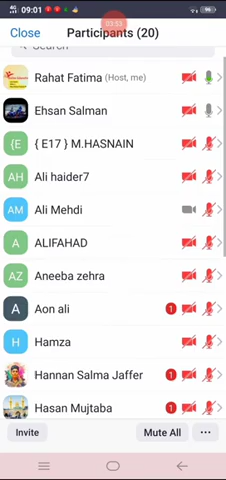 09:01
96
03:53
Close
Participants (20)
Search
Rahat Fatima (Host, me)
Ehsan Salman
{E
{ E17 } M.HASNAIN
AH
Ali haider7
AM
Ali Mehdi
A
ALIFAHAD
AZ
Aneeba zehra
A
Aon ali
1
H
Hamza
Hannan Salma Jaffer
1
Hasan Mujtaba
1
Invite
Mute All
...